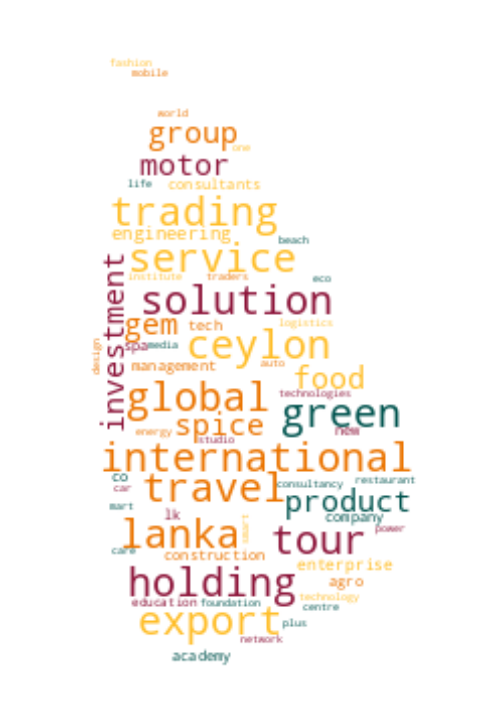 fashion
mobile
world
group
one
motor
life consultants
trading
engineering
beach
service
institute traders eco
investment
solution
gem tech logistics
design
spa media ceylon
management auto
food
global technologies
spice green
energy studio new
international
co consultancy restaurant
car travel
product
mart
lk company
lanka smart tour power
care construction
enterprise
holding agro
education foundation technology
centre
export plus
network
academy